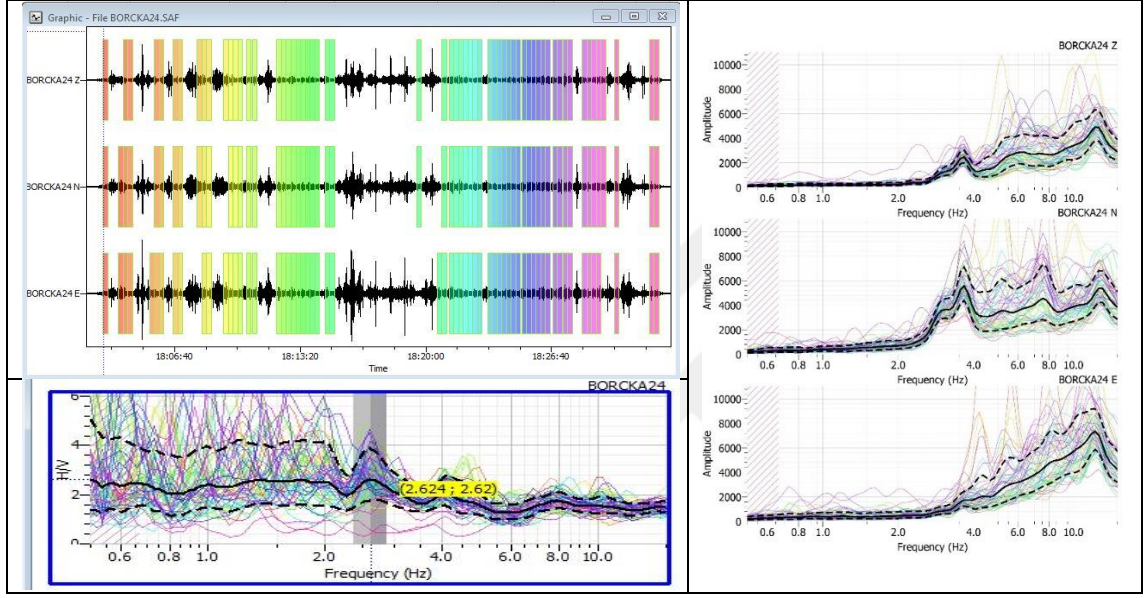 Graphic - File BORCKA24.SAF
BORCKA24 Z
BORCKA24 N
BORCKA24 E
18:06:40 18:13:20 18:20:00 18:26:40
Time
BORCKA24
6
4
2
0
H/V
(2.624 ; 2.62)
0.6 0.8 1.0 2.0 4.0 6.0 8.0 10.0
Frequency (Hz)
BORCKA24 Z
10000
8000
6000
4000
2000
0
Amplitude
0.6 0.8 1.0 2.0 4.0 6.0 8.0 10.0
Frequency (Hz)
BORCKA24 N
10000
8000
6000
4000
2000
0
Amplitude
0.6 0.8 1.0 2.0 4.0 6.0 8.0 10.0
Frequency (Hz)
BORCKA24 E
10000
8000
6000
4000
2000
0
Amplitude
0.6 0.8 1.0 2.0 4.0 6.0 8.0 10.0
Frequency (Hz)